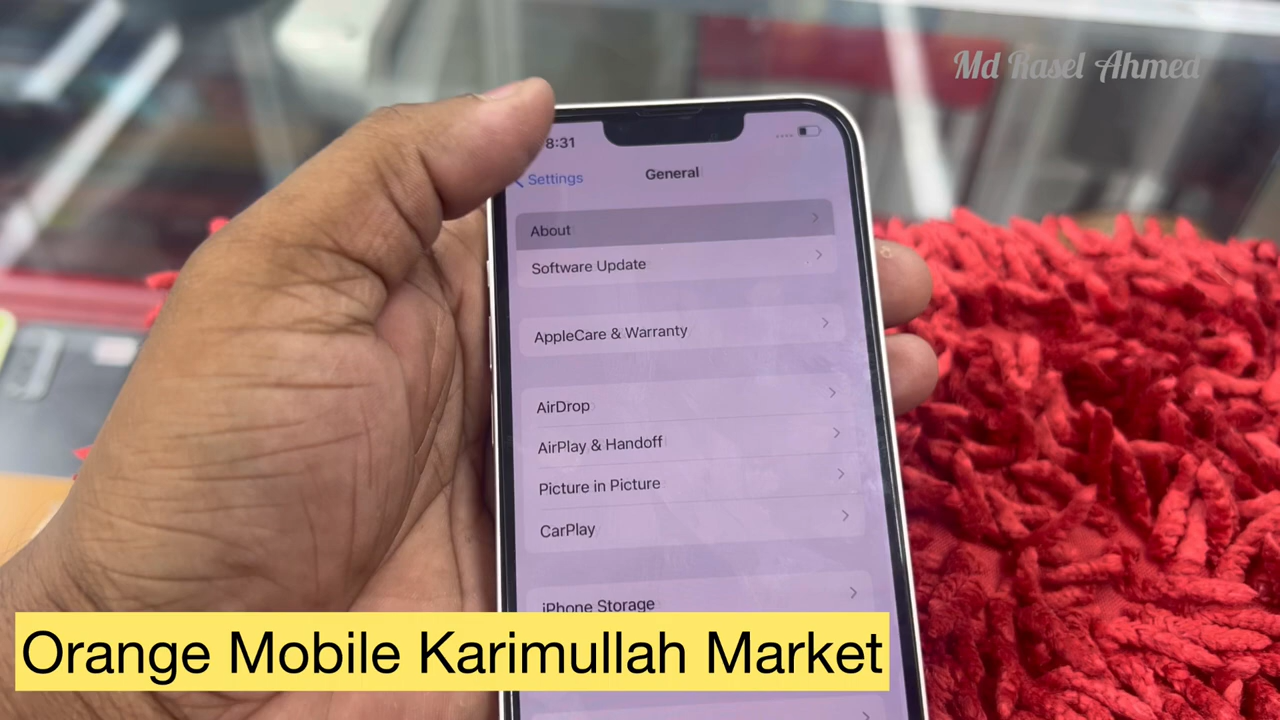 Md Rasel Ahmed
8:31
Settings
General
About
Software Update
AppleCare & Warranty
AirDrop
AirPlay & Handoff
Picture in Picture
CarPlay
iPhone Storage
Orange Mobile Karimullah Market